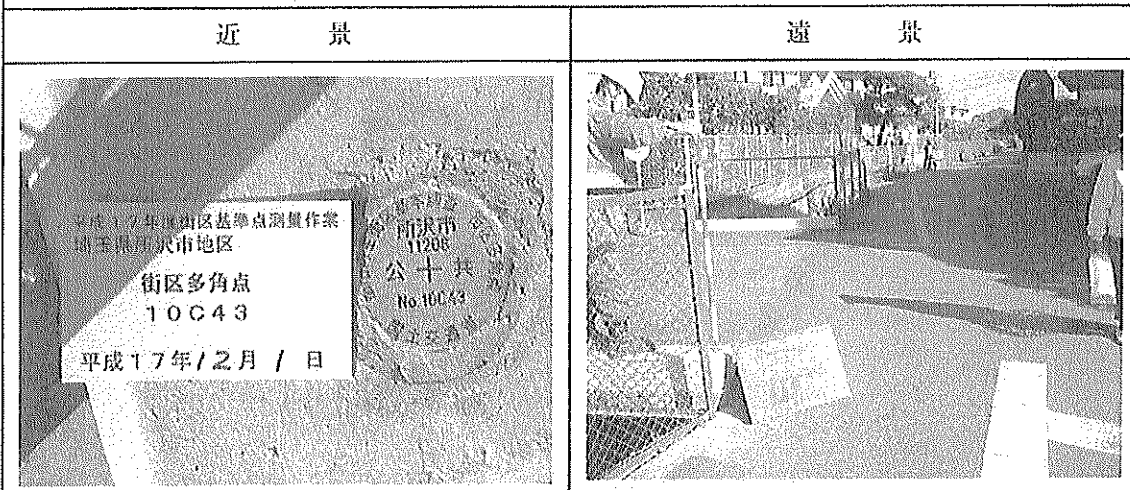 近 景
遠 景
平成17年度街区基準点測量作業
埼玉県所沢市地区
街区多角点
10C43
平成17年12月1日
所沢市
11208
公 共
No.10C43